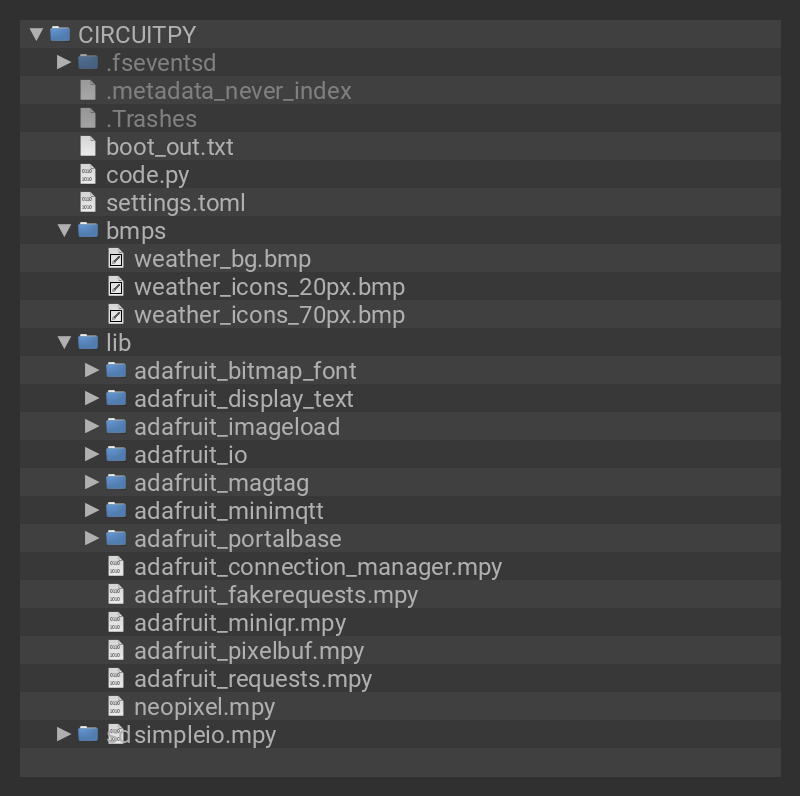 CIRCUITPY
.fseventsd
.metadata_never_index
.Trashes
boot_out.txt
code.py
settings.toml
bmps
weather_bg.bmp
weather_icons_20px.bmp
weather_icons_70px.bmp
lib
adafruit_bitmap_font
adafruit_display_text
adafruit_imageload
adafruit_io
adafruit_magtag
adafruit_minimqtt
adafruit_portalbase
adafruit_connection_manager.mpy
adafruit_fakerequests.mpy
adafruit_miniqr.mpy
adafruit_pixelbuf.mpy
adafruit_requests.mpy
neopixel.mpy
sd simpleio.mpy